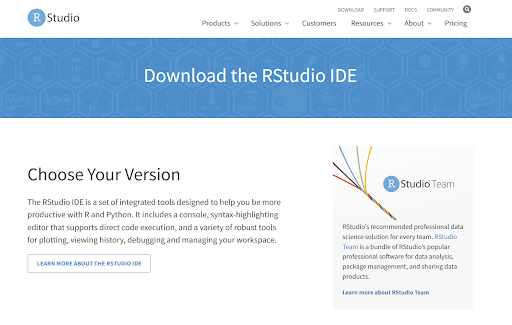 DOWNLOAD SUPPORT DOCS COMMUNITY
R Studio
Products Solutions Customers Resources About Pricing
Download the RStudio IDE
Choose Your Version
The RStudio IDE is a set of integrated tools designed to help you be more
productive with R and Python. It includes a console, syntax-highlighting
editor that supports direct code execution, and a variety of robust tools
for plotting, viewing history, debugging and managing your workspace.
LEARN MORE ABOUT THE RSTUDIO IDE
R Studio Team
RStudio's recommended professional data
science solution for every team. RStudio
Team is a bundle of RStudio's popular
professional software for data analysis,
package management, and sharing data
products.
Learn more about RStudio Team